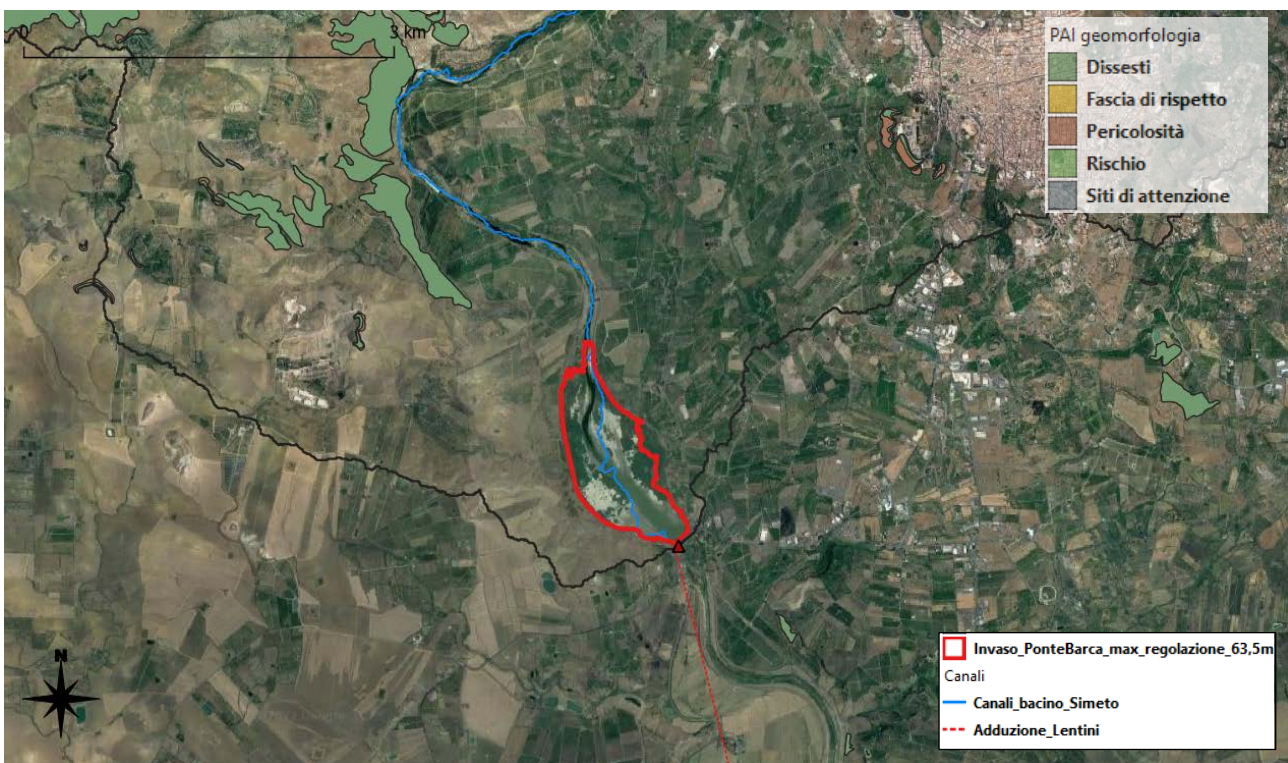 0 3 km
PAI geomorfologia
Dissesti
Fascia di rispetto
Pericolosità
Rischio
Siti di attenzione
N
Invaso_PonteBarca_max_regolazione_63,5m
Canali
Canali_bacino_Simeto
Adduzione_Lentini